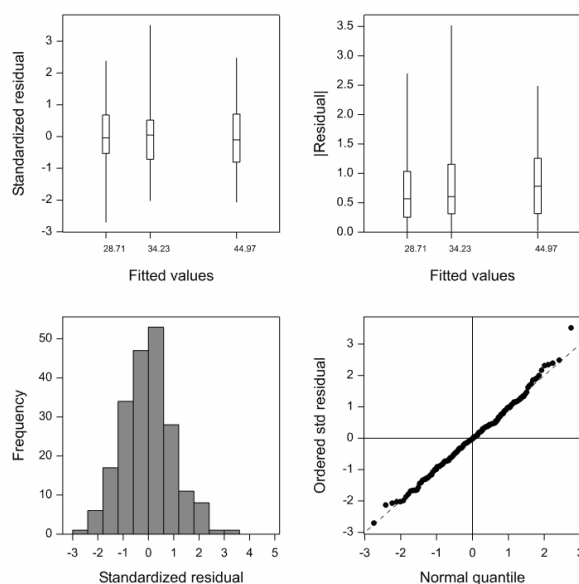 Standardized residual
3
2
1
0
-1
-2
-3
28.71 34.23 44.97
Fitted values
|Residual|
3.5
3.0
2.5
2.0
1.5
1.0
0.5
0.0
28.71 34.23 44.97
Fitted values
Frequency
50
40
30
20
10
0
-3 -2 -1 0 1 2 3 4 5
Standardized residual
Ordered std residual
3
2
1
0
-1
-2
-3
-3 -2 -1 0 1 2 3
Normal quantile